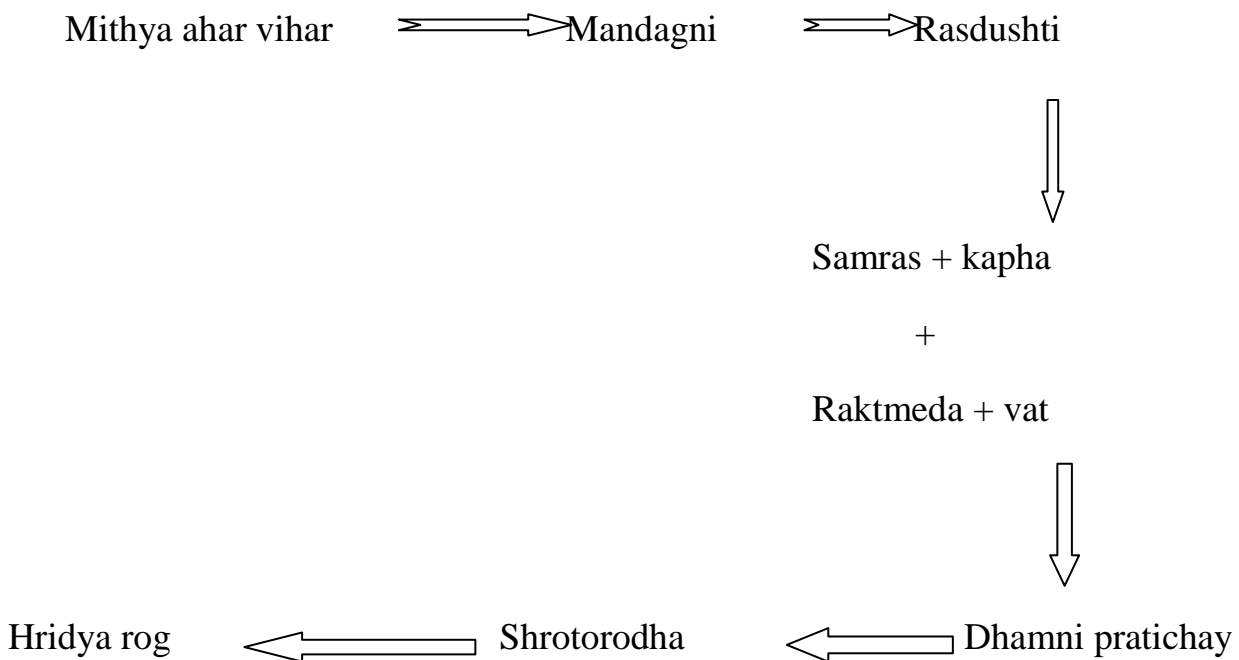 Mithya ahar vihar Mandagni Rasdushti
Samras + kapha
+
Raktmeda + vat
Hridya rog Shrotorodha Dhamni pratichay